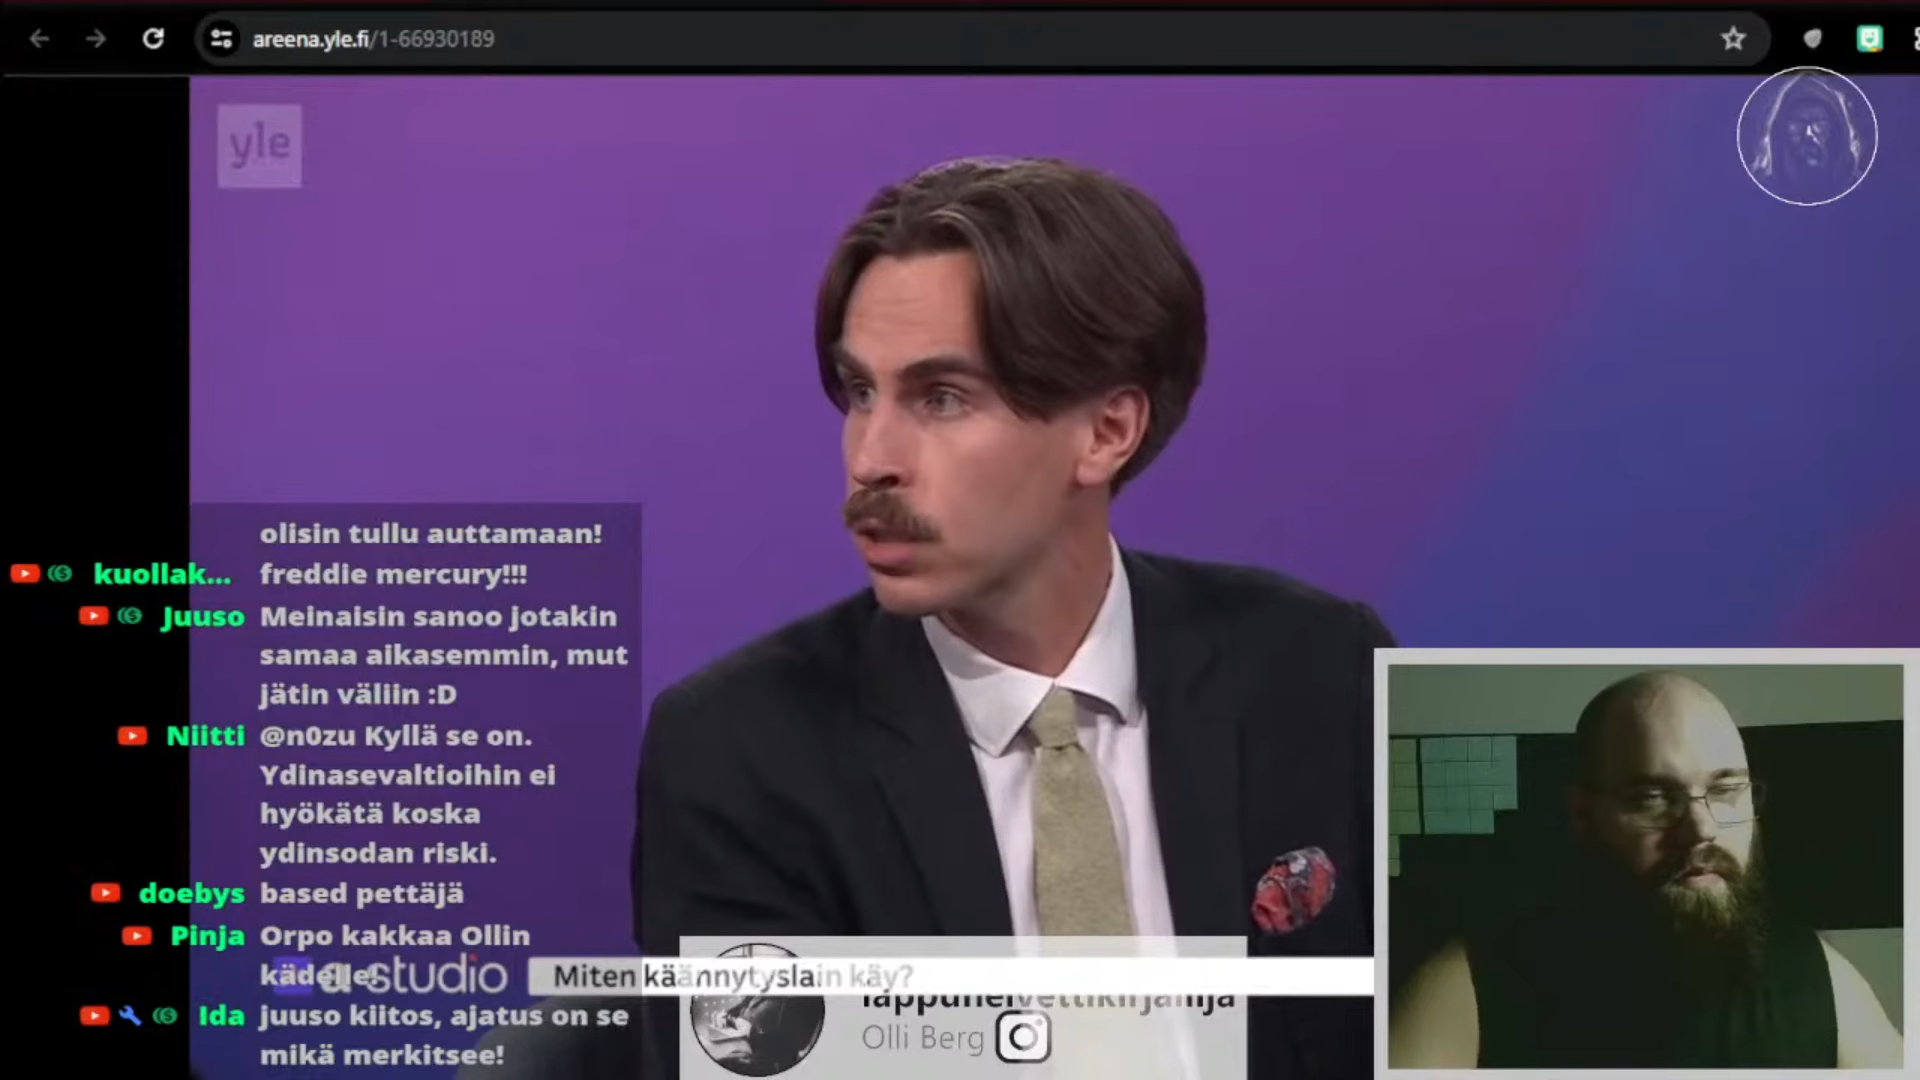 areena.yle.fi/1-66930189
yle
olisin tullu auttamaan!
kuollak... freddie mercury!!!
Juuso Meinaisin sanoo jotakin
samaa aikasemmin, mut
jätin väliin :D
Niitti @n0zu Kyllä se on.
Ydinasevaltioihin ei
hyökätä koska
ydinsodan riski.
doebys based pettäjä
Pinja Orpo kakkaa Ollin
kädelle!
a studio
Miten käännytyslain käy?
Olli Berg
Ida juuso kiitos, ajatus on se
mikä merkitsee!